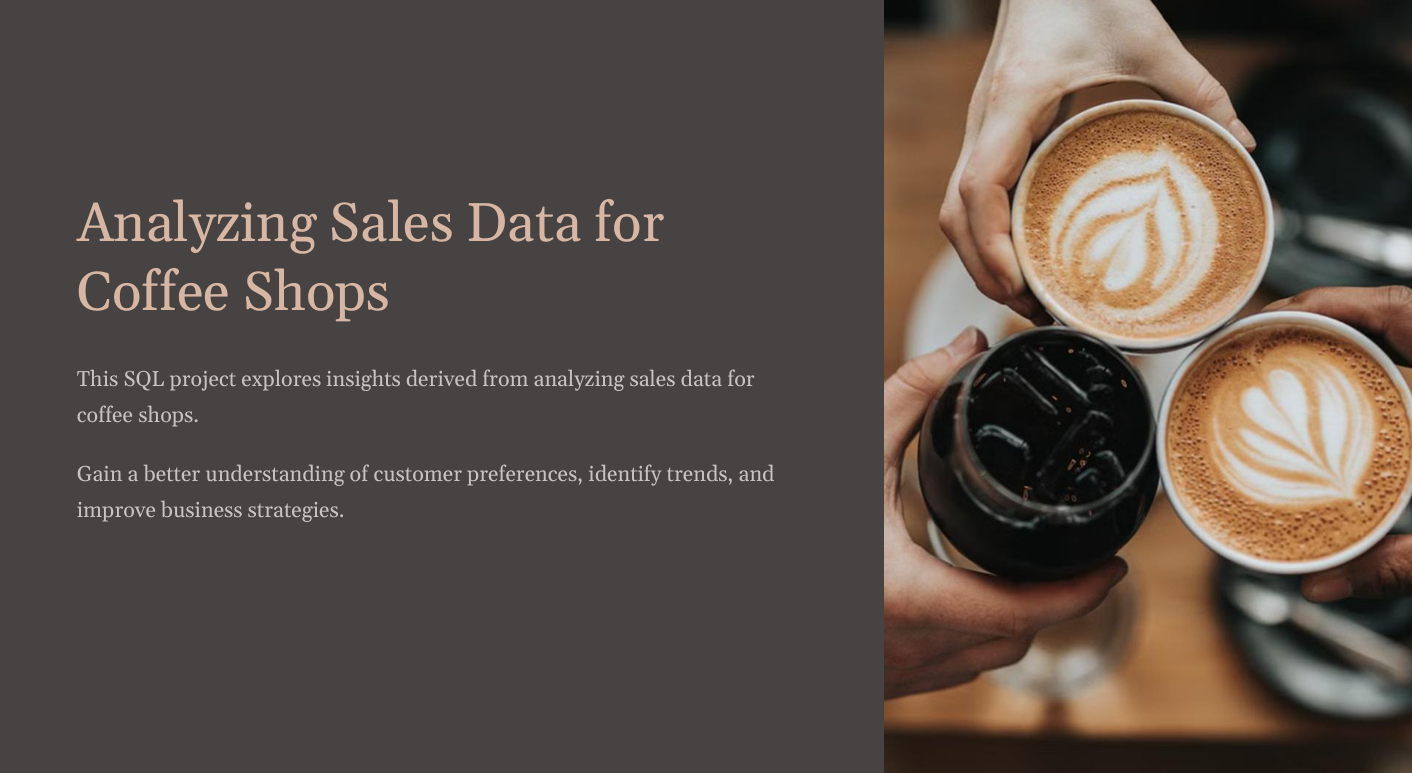 Analyzing Sales Data for
Coffee Shops
This SQL project explores insights derived from analyzing sales data for
coffee shops.
Gain a better understanding of customer preferences, identify trends, and
improve business strategies.